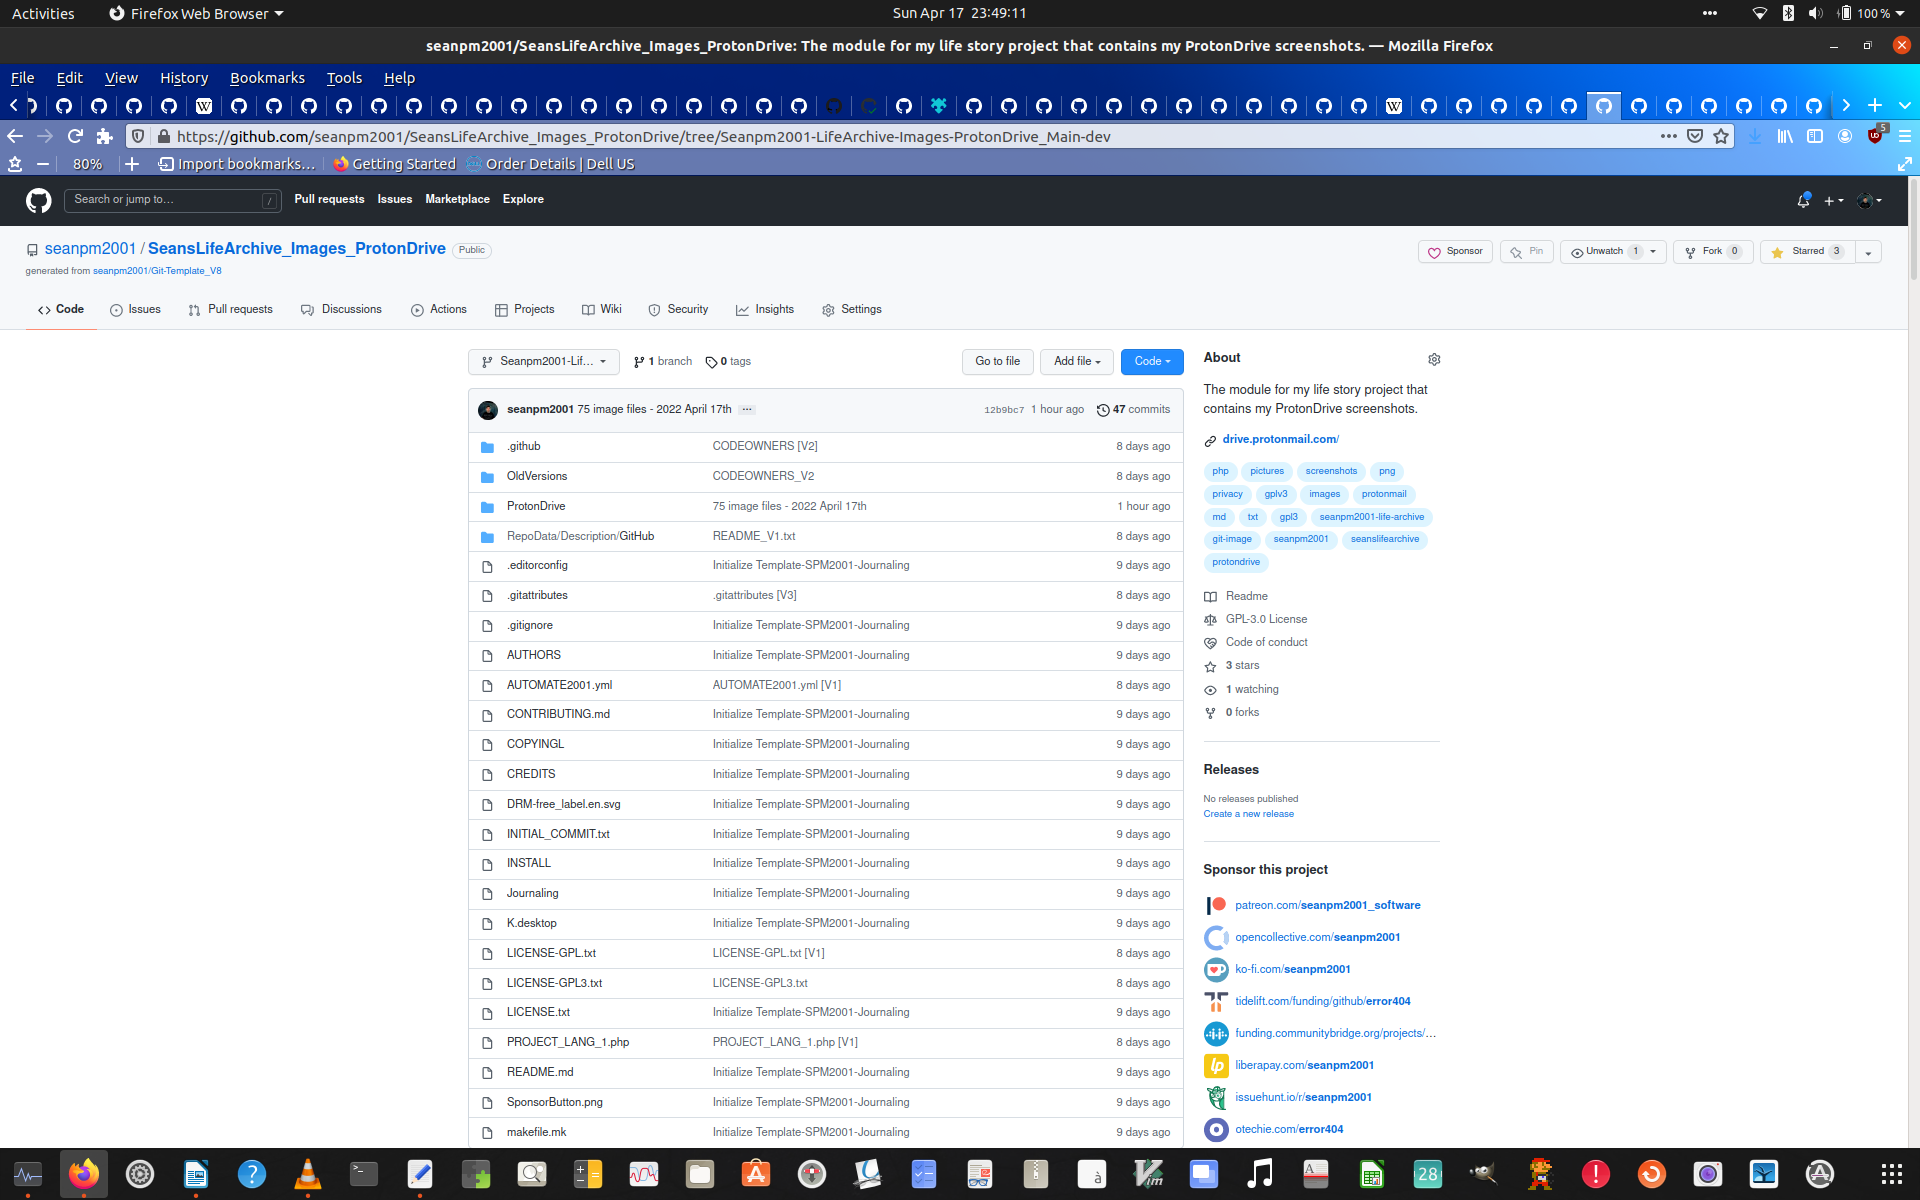 Activities
Firefox Web Browser
Sun Apr 17 23:49:11
100 %
seanpm2001/SeansLifeArchive_Images_ProtonDrive: The module for my life story project that contains my ProtonDrive screenshots. — Mozilla Firefox
File Edit View History Bookmarks Tools Help
https://github.com/seanpm2001/SeansLifeArchive_Images_ProtonDrive/tree/Seanpm2001-LifeArchive-Images-ProtonDrive_Main-dev
5
80% Import bookmarks… Getting Started Order Details | Dell US
Search or jump to… /
Pull requests Issues Marketplace Explore
seanpm2001 / SeansLifeArchive_Images_ProtonDrive Public
generated from seanpm2001/Git-Template_V8
Sponsor Pin Unwatch 1 Fork 0 Starred 3
Code Issues Pull requests Discussions Actions Projects Wiki Security Insights Settings
Seanpm2001-Lif… 1 branch 0 tags Go to file Add file Code
seanpm2001 75 image files - 2022 April 17th ··· 12b9bc7 1 hour ago 47 commits
.github CODEOWNERS [V2] 8 days ago
OldVersions CODEOWNERS_V2 8 days ago
ProtonDrive 75 image files - 2022 April 17th 1 hour ago
RepoData/Description/GitHub README_V1.txt 8 days ago
.editorconfig Initialize Template-SPM2001-Journaling 9 days ago
.gitattributes .gitattributes [V3] 8 days ago
.gitignore Initialize Template-SPM2001-Journaling 9 days ago
AUTHORS Initialize Template-SPM2001-Journaling 9 days ago
AUTOMATE2001.yml AUTOMATE2001.yml [V1] 8 days ago
CONTRIBUTING.md Initialize Template-SPM2001-Journaling 9 days ago
COPYINGL Initialize Template-SPM2001-Journaling 9 days ago
CREDITS Initialize Template-SPM2001-Journaling 9 days ago
DRM-free_label.en.svg Initialize Template-SPM2001-Journaling 9 days ago
INITIAL_COMMIT.txt Initialize Template-SPM2001-Journaling 9 days ago
INSTALL Initialize Template-SPM2001-Journaling 9 days ago
Journaling Initialize Template-SPM2001-Journaling 9 days ago
K.desktop Initialize Template-SPM2001-Journaling 9 days ago
LICENSE-GPL.txt LICENSE-GPL.txt [V1] 8 days ago
LICENSE-GPL3.txt LICENSE-GPL3.txt 8 days ago
LICENSE.txt Initialize Template-SPM2001-Journaling 9 days ago
PROJECT_LANG_1.php PROJECT_LANG_1.php [V1] 8 days ago
README.md Initialize Template-SPM2001-Journaling 9 days ago
SponsorButton.png Initialize Template-SPM2001-Journaling 9 days ago
makefile.mk Initialize Template-SPM2001-Journaling 9 days ago
About
The module for my life story project that
contains my ProtonDrive screenshots.
drive.protonmail.com/
php pictures screenshots png
privacy gplv3 images protonmail
md txt gpl3 seanpm2001-life-archive
git-image seanpm2001 seanslifearchive
protondrive
Readme
GPL-3.0 License
Code of conduct
3 stars
1 watching
0 forks
Releases
No releases published
Create a new release
Sponsor this project
patreon.com/seanpm2001_software
opencollective.com/seanpm2001
ko-fi.com/seanpm2001
tidelift.com/funding/github/error404
funding.communitybridge.org/projects/…
liberapay.com/seanpm2001
issuehunt.io/r/seanpm2001
otechie.com/error404
28